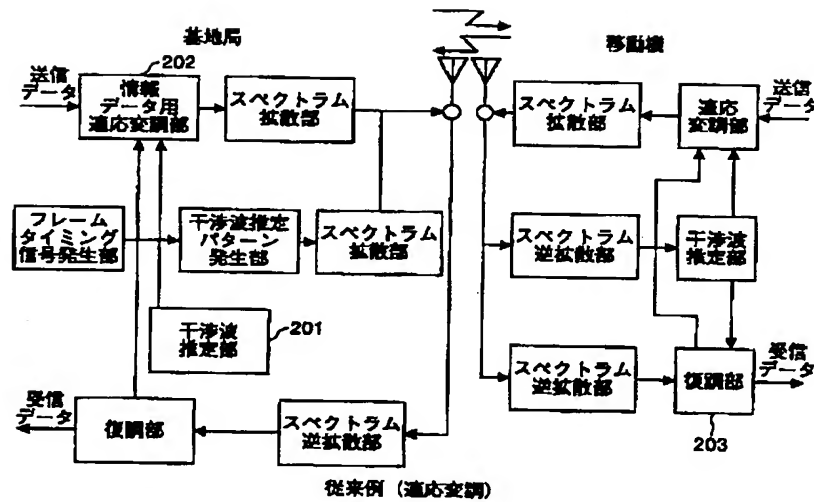 基地局
移動機
202
送信
データ
情報
データ用
適応変調部
スペクトラム
拡散部
スペクトラム
拡散部
適応
変調部
送信
データ
フレーム
タイミング
信号発生部
干渉波推定
パターン
発生部
スペクトラム
拡散部
スペクトラム
逆拡散部
干渉波
推定部
干渉波
推定部
201
スペクトラム
逆拡散部
復調部
受信
データ
203
受信
データ
復調部
スペクトラム
逆拡散部
従来例（適応変調）